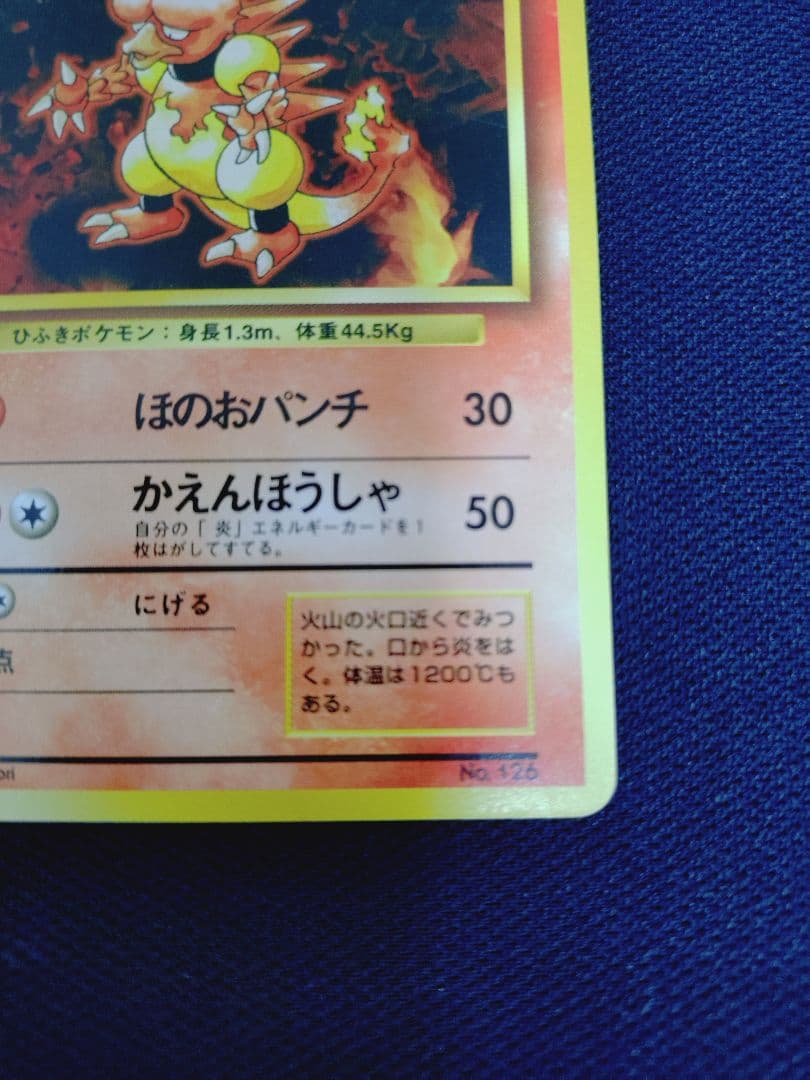 ひふきポケモン：身長1.3m、体重44.5Kg
ほのおパンチ 30
かえんほうしゃ 50
自分の「 炎」エネルギーカードを1
枚はがしてすてる。
にげる
点
火山の火口近くでみつ
かった。口から炎をは
く。体温は1200℃も
ある。
ori
No. 126